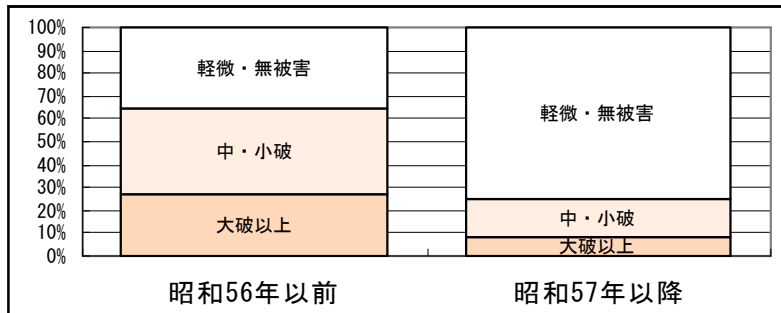 100%
90%
80%
70%
60%
50%
40%
30%
20%
10%
0%
軽微・無被害
中・小破
大破以上
軽微・無被害
中・小破
大破以上
昭和56年以前
昭和57年以降